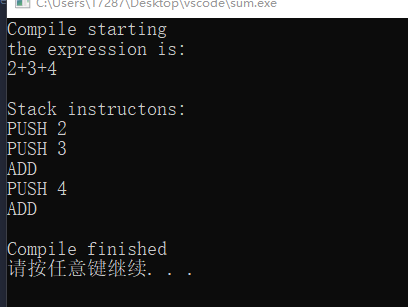 C:\Users\17287\Desktop\vscode\sum.exe
Compile starting
the expression is:
2+3+4
Stack instructons:
PUSH 2
PUSH 3
ADD
PUSH 4
ADD
Compile finished
请按任意键继续. . .